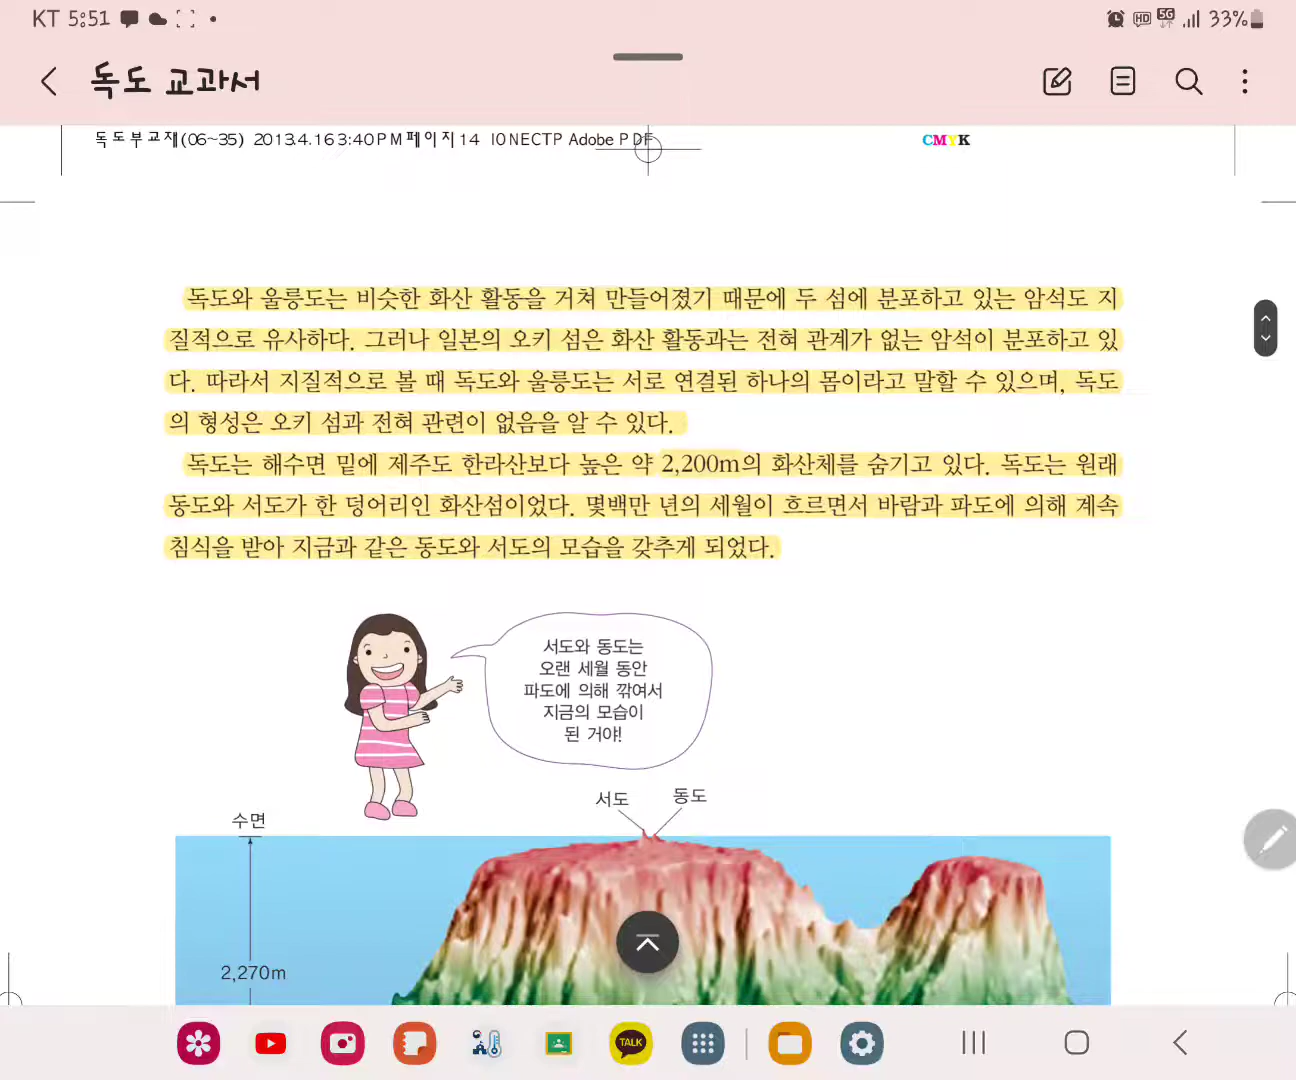 KT 5:51
HD 5G 33%
독도 교과서
독도부교재(06~35) 2013.4.16 3:40 PM 페이지14 IONECTP Adobe PDF
CMYK
독도와 울릉도는 비슷한 화산 활동을 거쳐 만들어졌기 때문에 두 섬에 분포하고 있는 암석도 지
질적으로 유사하다. 그러나 일본의 오키 섬은 화산 활동과는 전혀 관계가 없는 암석이 분포하고 있
다. 따라서 지질적으로 볼 때 독도와 울릉도는 서로 연결된 하나의 몸이라고 말할 수 있으며, 독도
의 형성은 오키 섬과 전혀 관련이 없음을 알 수 있다.
독도는 해수면 밑에 제주도 한라산보다 높은 약 2,200m의 화산체를 숨기고 있다. 독도는 원래
동도와 서도가 한 덩어리인 화산섬이었다. 몇백만 년의 세월이 흐르면서 바람과 파도에 의해 계속
침식을 받아 지금과 같은 동도와 서도의 모습을 갖추게 되었다.
서도와 동도는
오랜 세월 동안
파도에 의해 깎여서
지금의 모습이
된 거야!
서도 동도
수면
2,270m
TALK